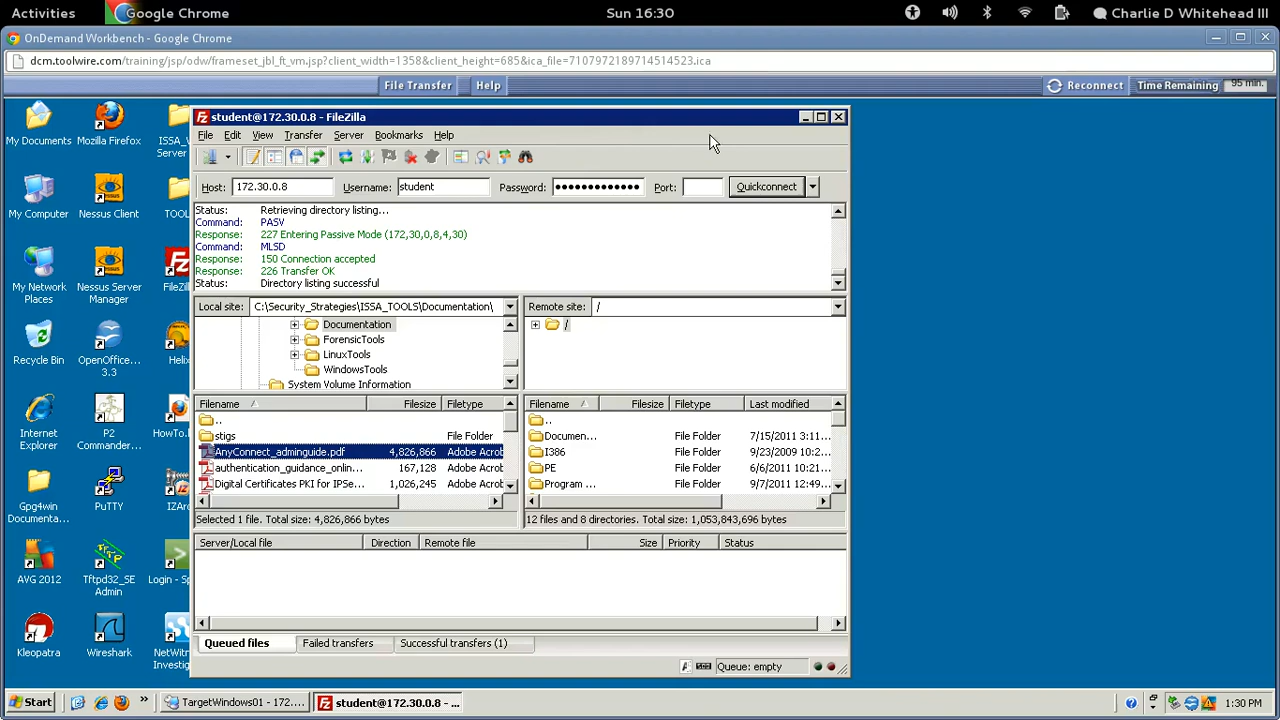 Activities
Google Chrome
Sun 16:30
Charlie D Whitehead III
OnDemand Workbench - Google Chrome
dcm.toolwire.com/training/jsp/odw/frameset_jbl_ft_vm.jsp?client_width=1358&client_height=685&ica_file=7107972189714514523.ica
File Transfer
Help
Reconnect
Time Remaining
95 min.
My Documents
Mozilla Firefox
ISSA_
Server
My Computer
Nessus Client
TOOL
My Network
Places
Nessus Server
Manager
FileZ
Recycle Bin
OpenOffice....
3.3
Helix
Internet
Explorer
P2
Commander...
HowTo.
Gpg4win
Documenta...
PuTTY
IZArc
AVG 2012
Tftpd32_SE
Admin
Login - Sp
Kleopatra
Wireshark
NetWitn
Investig
student@172.30.0.8 - FileZilla
File Edit View Transfer Server Bookmarks Help
Host: 172.30.0.8 Username: student Password: ●●●●●●●●●●●●● Port: Quickconnect
Status: Retrieving directory listing...
Command: PASV
Response: 227 Entering Passive Mode (172,30,0,8,4,30)
Command: MLSD
Response: 150 Connection accepted
Response: 226 Transfer OK
Status: Directory listing successful
Local site: C:\Security_Strategies\ISSA_TOOLS\Documentation\
Documentation
ForensicTools
LinuxTools
WindowsTools
System Volume Information
Remote site: /
/
Filename Filesize Filetype
..
stigs File Folder
AnyConnect_adminguide.pdf 4,826,866 Adobe Acrob
authentication_guidance_onlin... 167,128 Adobe Acrob
Digital Certificates PKI for IPSe... 1,026,245 Adobe Acrob
Selected 1 file. Total size: 4,826,866 bytes
Filename Filesize Filetype Last modified
..
Documen... File Folder 7/15/2011 3:11...
I386 File Folder 9/23/2009 10...
PE File Folder 6/6/2011 10:21...
Program ... File Folder 9/7/2011 12:49...
12 files and 8 directories. Total size: 1,053,843,696 bytes
Server/Local file Direction Remote file Size Priority Status
Queued files Failed transfers Successful transfers (1)
Queue: empty
Start
TargetWindows01 - 172....
student@172.30.0.8 - ...
1:30 PM